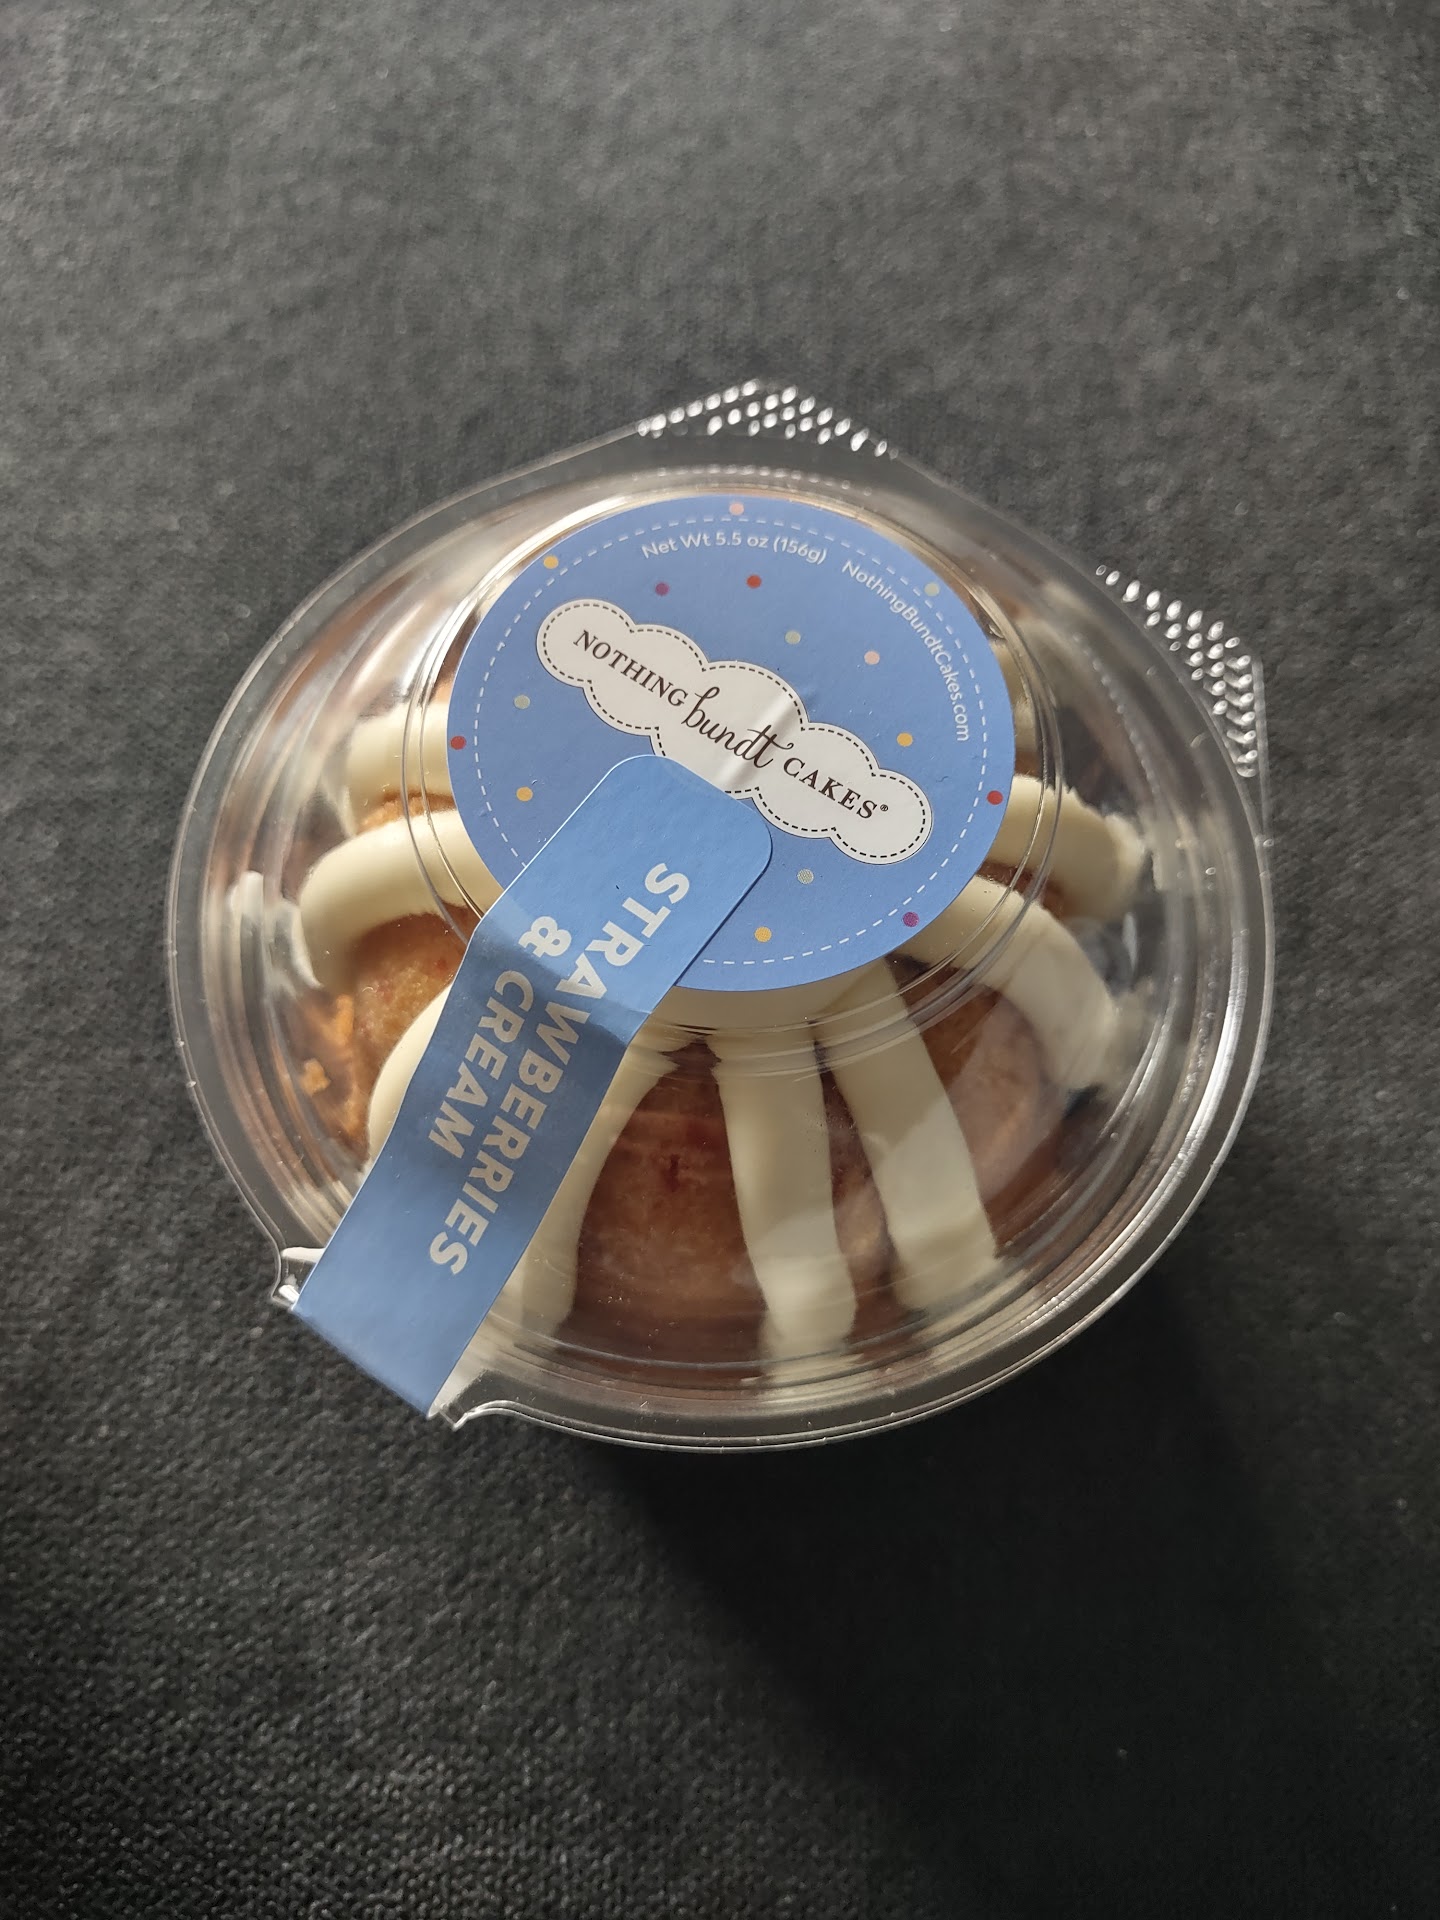 Net Wt 5.5 oz (156g) NothingBundtCakes.com
NOTHING bundt CAKES®
STRAWBERRIES
& CREAM